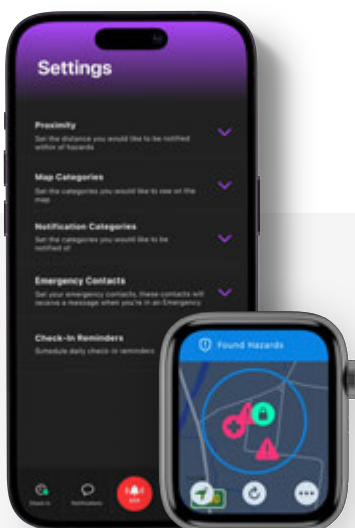 Settings
Proximity
Set the distance you would like to be notified
within of hazards
Map Categories
Set the categories you would like to see on the
map
Notification Categories
Set the categories you would like to be
notified of
Emergency Contacts
Set your emergency contacts, these contacts will
receive a message when you're in an Emergency
Check-In Reminders
Schedule daily check-in reminders
Found Hazards
Check-In
Notifications